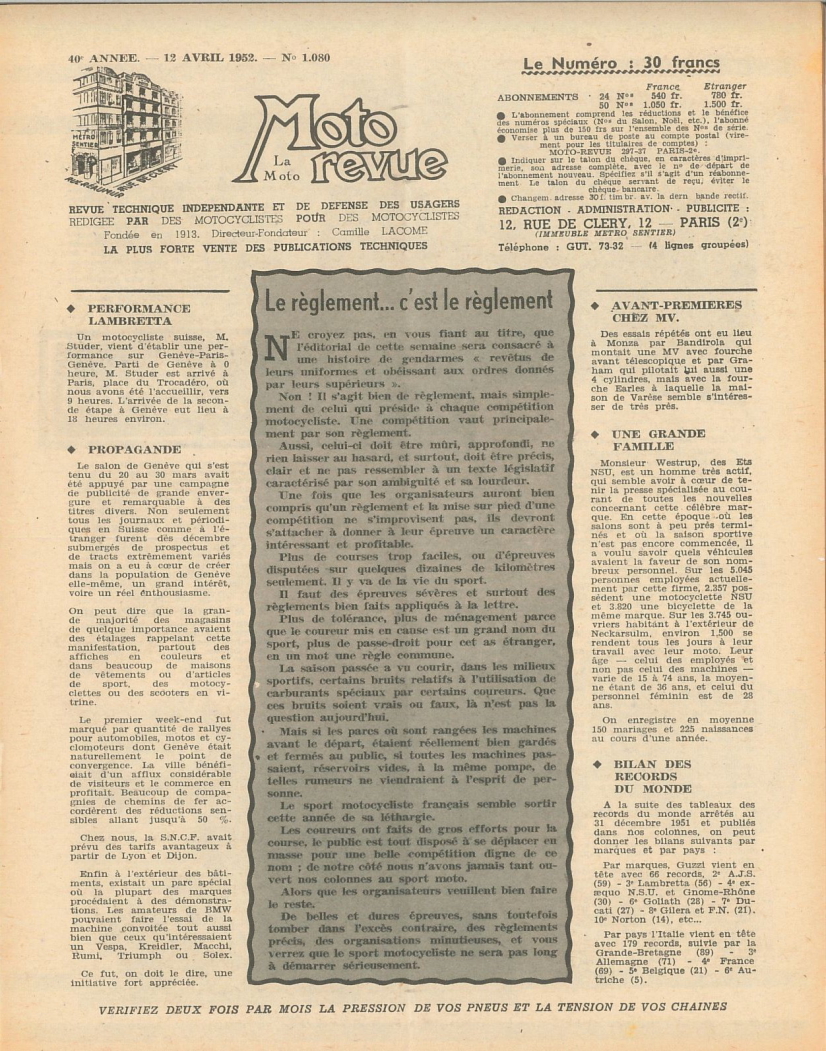 40e ANNEE. — 12 AVRIL 1952. — No 1.080
METRO
SENTIER
RUE REAUMUR
RUE DE CLERY
La
Moto
Moto
revue
REVUE TECHNIQUE INDEPENDANTE ET DE DEFENSE DES USAGERS
REDIGEE PAR DES MOTOCYCLISTES POUR DES MOTOCYCLISTES
Fondée en 1913. Directeur-Fondateur : Camille LACOME
LA PLUS FORTE VENTE DES PUBLICATIONS TECHNIQUES
Le Numéro : 30 francs
France Etranger
ABONNEMENTS · 24 Nos 540 fr. 780 fr.
50 Nos 1.050 fr. 1.500 fr.
● L'abonnement comprend les réductions et le bénéfice
des numéros spéciaux (Nos du Salon, Noël, etc.), l'abonné
économise plus de 150 frs sur l'ensemble des Nos de série.
● Verser à un bureau de poste au compte postal (vire-
ment pour les titulaires de comptes) :
MOTO-REVUE 297-37 PARIS-2e.
● Indiquer sur le talon du chèque, en caractères d'impri-
merie, son adresse complète, avec le no de départ de
l'abonnement nouveau. Spécifiez s'il s'agit d'un réabonne-
ment. Le talon du chèque servant de reçu, éviter le
chèque bancaire.
● Changem. adresse 30 f. timbr. av. la dern bande rectif.
REDACTION - ADMINISTRATION - PUBLICITE :
12, RUE DE CLERY, 12 — PARIS (2e)
(IMMEUBLE METRO SENTIER)
Téléphone : GUT. 73-32 — (4 lignes groupées)
◆ PERFORMANCE
LAMBRETTA
Un motocycliste suisse, M.
Studer, vient d'établir une per-
formance sur Genève-Paris-
Genève. Parti de Genève à 0
heure, M. Studer est arrivé à
Paris, place du Trocadéro, où
nous avons été l'accueillir, vers
9 heures. L'arrivée de la secon-
de étape à Genève eut lieu à
18 heures environ.
◆ PROPAGANDE
Le salon de Genève qui s'est
tenu du 20 au 30 mars avait
été appuyé par une campagne
de publicité de grande enver-
gure et remarquable à des
titres divers. Non seulement
tous les journaux et périodi-
ques en Suisse comme à l'é-
tranger furent dès décembre
submergés de prospectus et
de tracts extrêmement variés
mais on a eu à cœur de créer
dans la population de Genève
elle-même, un grand intérêt,
voire un réel enthousiasme.
On peut dire que la gran-
de majorité des magasins
de quelque importance avaient
des étalages rappelant cette
manifestation, partout des
affiches en couleurs et
dans beaucoup de maisons
de vêtements ou d'articles
de sport, des motocy-
clettes ou des scooters en vi-
trine.
Le premier week-end fut
marqué par quantité de rallyes
pour automobiles, motos et cy-
clomoteurs dont Genève était
naturellement le point de
convergence. La ville bénéfi-
ciait d'un afflux considérable
de visiteurs et le commerce en
profitait. Beaucoup de compa-
gnies de chemins de fer ac-
cordèrent des réductions sen-
sibles allant jusqu'à 50 %.
Chez nous, la S.N.C.F. avait
prévu des tarifs avantageux à
partir de Lyon et Dijon.
Enfin à l'extérieur des bâti-
ments, existait un parc spécial
où la plupart des marques
procédaient à des démonstra-
tions. Les amateurs de BMW
pouvaient faire l'essai de la
machine convoitée tout aussi
bien que ceux qu'intéressaient
un Vespa, Kreidler, Macchi,
Rumi, Triumph ou Solex.
Ce fut, on doit le dire, une
initiative fort appréciée.
Le règlement... c'est le règlement
NE croyez pas, en vous fiant au titre, que
l'éditorial de cette semaine sera consacré à
une histoire de gendarmes « revêtus de
leurs uniformes et obéissant aux ordres donnés
par leurs supérieurs ».
Non ! Il s'agit bien de règlement, mais simple-
ment de celui qui préside à chaque compétition
motocycliste. Une compétition vaut principale-
ment par son règlement.
Aussi, celui-ci doit être mûri, approfondi, ne
rien laisser au hasard, et surtout, doit être précis,
clair et ne pas ressembler à un texte législatif
caractérisé par son ambiguité et sa lourdeur.
Une fois que les organisateurs auront bien
compris qu'un règlement et la mise sur pied d'une
compétition ne s'improvisent pas, ils devront
s'attacher à donner à leur épreuve un caractère
intéressant et profitable.
Plus de courses trop faciles, ou d'épreuves
disputées sur quelques dizaines de kilomètres
seulement. Il y va de la vie du sport.
Il faut des épreuves sévères et surtout des
règlements bien faits appliqués à la lettre.
Plus de tolérance, plus de ménagement parce
que le coureur mis en cause est un grand nom du
sport, plus de passe-droit pour cet as étranger,
en un mot une règle commune.
La saison passée a vu courir, dans les milieux
sportifs, certains bruits relatifs à l'utilisation de
carburants spéciaux par certains coureurs. Que
ces bruits soient vrais ou faux, là n'est pas la
question aujourd'hui.
Mais si les parcs où sont rangées les machines
avant le départ, étaient réellement bien gardés
et fermés au public, si toutes les machines pas-
saient, réservoirs vides, à la même pompe, de
telles rumeurs ne viendraient à l'esprit de per-
sonne.
Le sport motocycliste français semble sortir
cette année de sa léthargie.
Les coureurs ont faits de gros efforts pour la
course, le public est tout disposé à se déplacer en
masse pour une belle compétition digne de ce
nom ; de notre côté nous n'avons jamais tant ou-
vert nos colonnes au sport moto.
Alors que les organisateurs veuillent bien faire
le reste.
De belles et dures épreuves, sans toutefois
tomber dans l'excès contraire, des règlements
précis, des organisations minutieuses, et vous
verrez que le sport motocycliste ne sera pas long
à démarrer sérieusement.
◆ AVANT-PREMIERES
CHEZ MV.
Des essais répétés ont eu lieu
à Monza par Bandirola qui
montait une MV avec fourche
avant télescopique et par Gra-
ham qui pilotait lui aussi une
4 cylindres, mais avec la four-
che Earles à laquelle la mai-
son de Varèse semble s'intéres-
ser de très près.
◆ UNE GRANDE
FAMILLE
Monsieur Westrup, des Ets
NSU, est un homme très actif,
qui semble avoir à cœur de te-
nir la presse spécialisée au cou-
rant de toutes les nouvelles
concernant cette célèbre mar-
que. En cette époque où les
salons sont à peu près termi-
nés et où la saison sportive
n'est pas encore commencée, il
a voulu savoir quels véhicules
avaient la faveur de son nom-
breux personnel. Sur les 5.045
personnes employées actuelle-
ment par cette firme, 2.357 pos-
sèdent une motocyclette NSU
et 3.820 une bicyclette de la
même marque. Sur les 3.745 ou-
vriers habitant à l'extérieur de
Neckarsulm, environ 1,500 se
rendent tous les jours à leur
travail avec leur moto. Leur
âge — celui des employés et
non pas celui des machines —
varie de 15 à 74 ans, la moyen-
ne étant de 36 ans, et celui du
personnel féminin est de 28
ans.
On enregistre en moyenne
150 mariages et 225 naissances
au cours d'une année.
◆ BILAN DES
RECORDS
DU MONDE
A la suite des tableaux des
records du monde arrêtés au
31 décembre 1951 et publiés
dans nos colonnes, on peut
donner les bilans suivants par
marques et par pays :
Par marques, Guzzi vient en
tête avec 66 records, 2e A.J.S.
(59) - 3e Lambretta (56) - 4e ex-
sequo N.S.U. et Gnome-Rhône
(30) - 6e Goliath (28) - 7e Du-
cati (27) - 8e Gilera et F.N. (21).
10e Norton (14), etc...
Par pays l'Italie vient en tête
avec 179 records, suivie par la
Grande-Bretagne (89) - 3e
Allemagne (71) - 4e France
(69) - 5e Belgique (21) - 6e Au-
triche (5).
VERIFIEZ DEUX FOIS PAR MOIS LA PRESSION DE VOS PNEUS ET LA TENSION DE VOS CHAINES